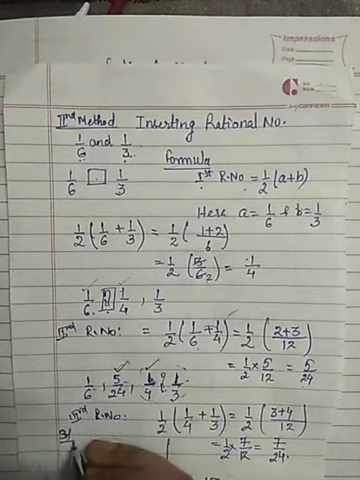 Impressions
Date
Page
companion
IInd Method Inserting Rational No.
1/6 and 1/3.
formula
1/6 □ 1/3
Ist R.No = 1/2 (a+b)
Here a = 1/6 & b = 1/3
1/2 (1/6 + 1/3) = 1/2 ( 1+2 / 6 )
= 1/2 ( 3/6 2 ) = 1/4
1/6 □ 1/4 , 1/3
IInd R.No: = 1/2 ( 1/6 + 1/4 ) = 1/2 ( 2+3 / 12 )
= 1/2 × 5/12 = 5/24
1/6 , 5/24 , 1/4 , 1/3
IIIrd R.No: 1/2 ( 1/4 + 1/3 ) = 1/2 ( 3+4 / 12 )
= 1/2 × 7/12 = 7/24.